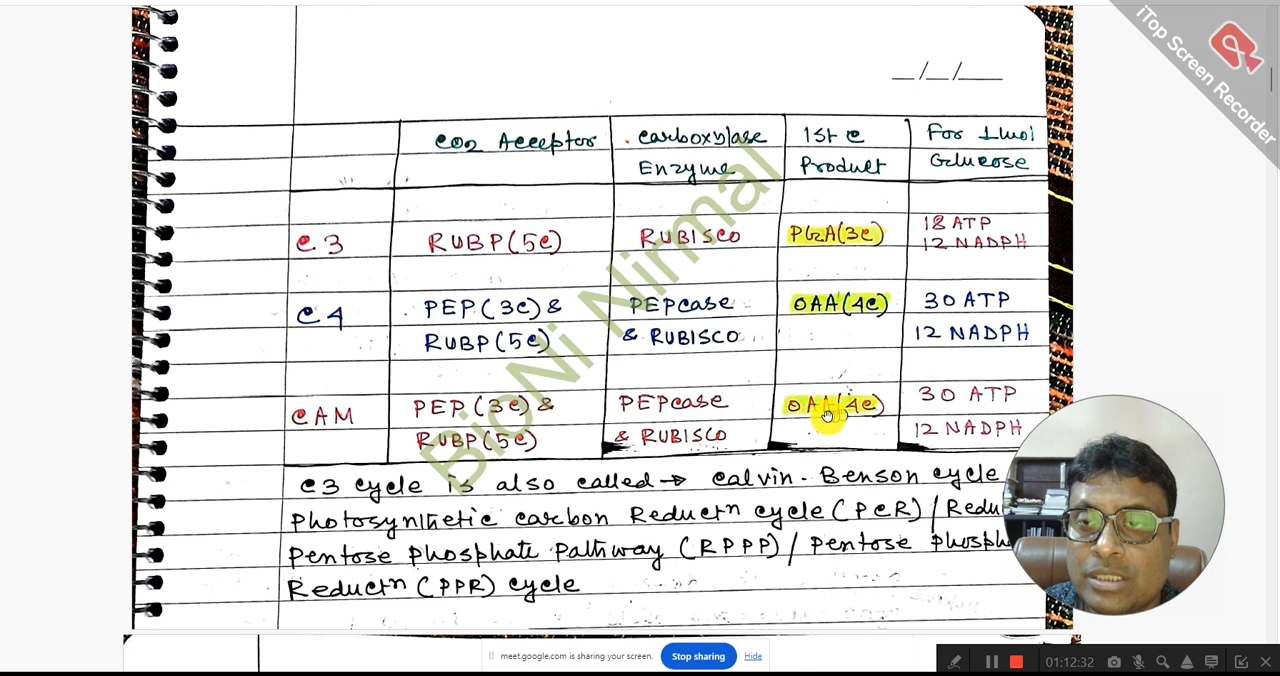 iTop Screen Recorder
_/_/__
CO2 Acceptor
carboxylase Enzyme
1st c Product
For 1 mol Glucose
C3
RUBP(5c)
RUBISCO
PGA(3c)
18 ATP
12 NADPH
C4
PEP(3c) &
RUBP(5c)
PEPcase
& RUBISCO
OAA(4c)
30 ATP
12 NADPH
CAM
PEP(3c) &
RUBP(5c)
PEPcase
& RUBISCO
OAA(4c)
30 ATP
12 NADPH
BioNi Nirmal
C3 cycle is also called → Calvin-Benson cycle
Photosynthetic carbon Reductn cycle (PCR)/Redu
Pentose phosphate Pathway (RPPP)/Pentose Phosph
Reductn (PPR) cycle
meet.google.com is sharing your screen.
Stop sharing
Hide
01:12:32